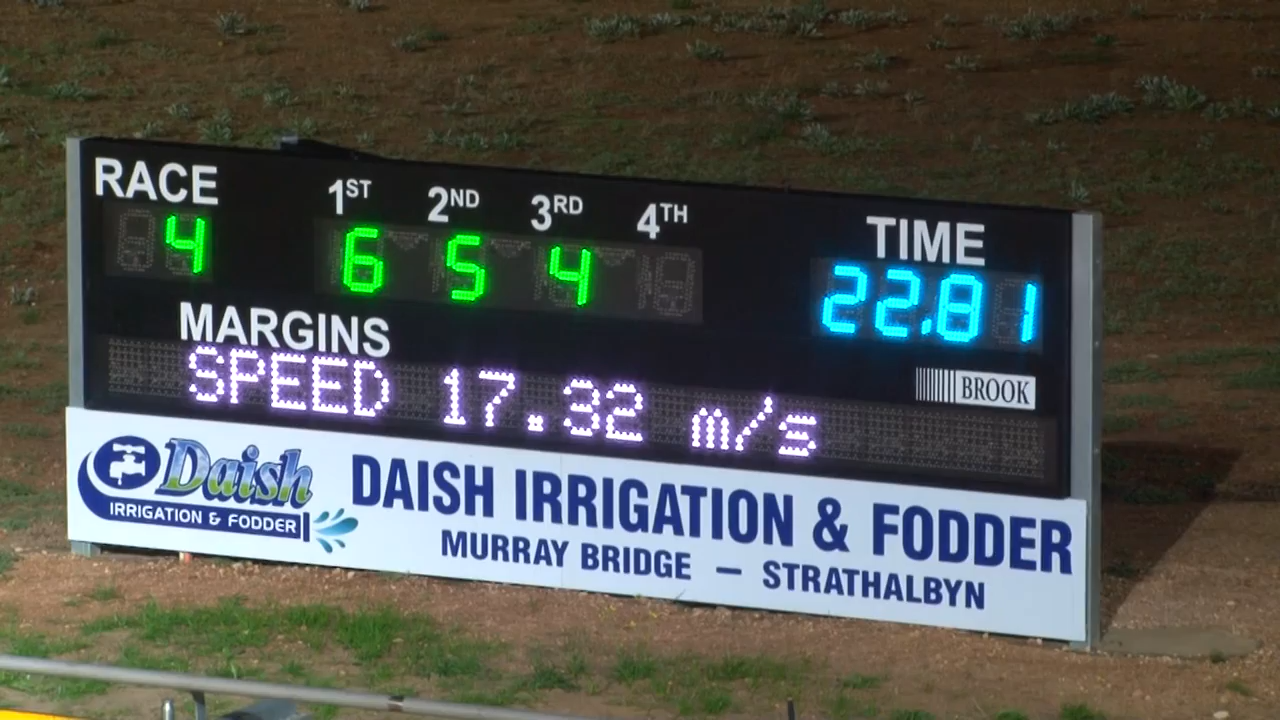 RACE 1ST 2ND 3RD 4TH TIME
4 6 5 4 22.81
MARGINS
SPEED 17.32 m/s
BROOK
Daish
IRRIGATION & FODDER
DAISH IRRIGATION & FODDER
MURRAY BRIDGE — STRATHALBYN